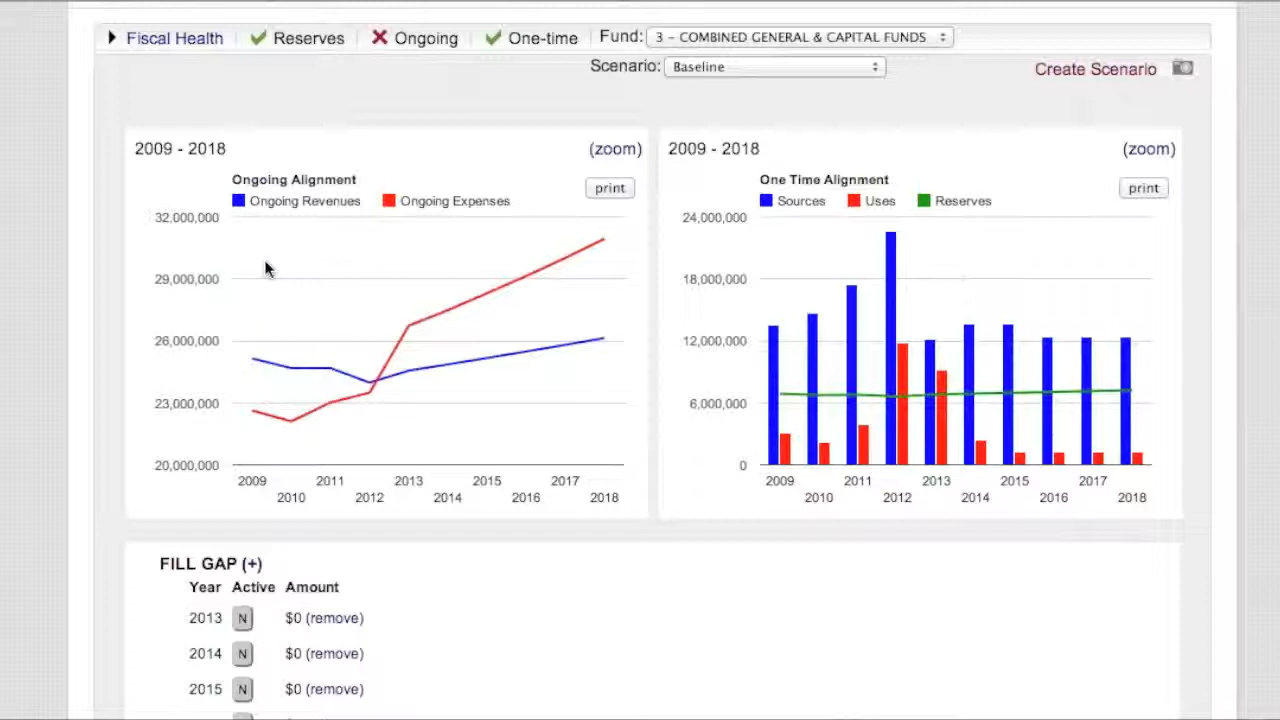 Fiscal Health Reserves Ongoing One-time Fund: 3 - COMBINED GENERAL & CAPITAL FUNDS
Scenario: Baseline Create Scenario
2009 - 2018 (zoom)
Ongoing Alignment
print
Ongoing Revenues Ongoing Expenses
32,000,000
29,000,000
26,000,000
23,000,000
20,000,000
2009 2011 2013 2015 2017
2010 2012 2014 2016 2018
2009 - 2018 (zoom)
One Time Alignment
print
Sources Uses Reserves
24,000,000
18,000,000
12,000,000
6,000,000
0
2009 2011 2013 2015 2017
2010 2012 2014 2016 2018
FILL GAP (+)
Year Active Amount
2013 N $0 (remove)
2014 N $0 (remove)
2015 N $0 (remove)